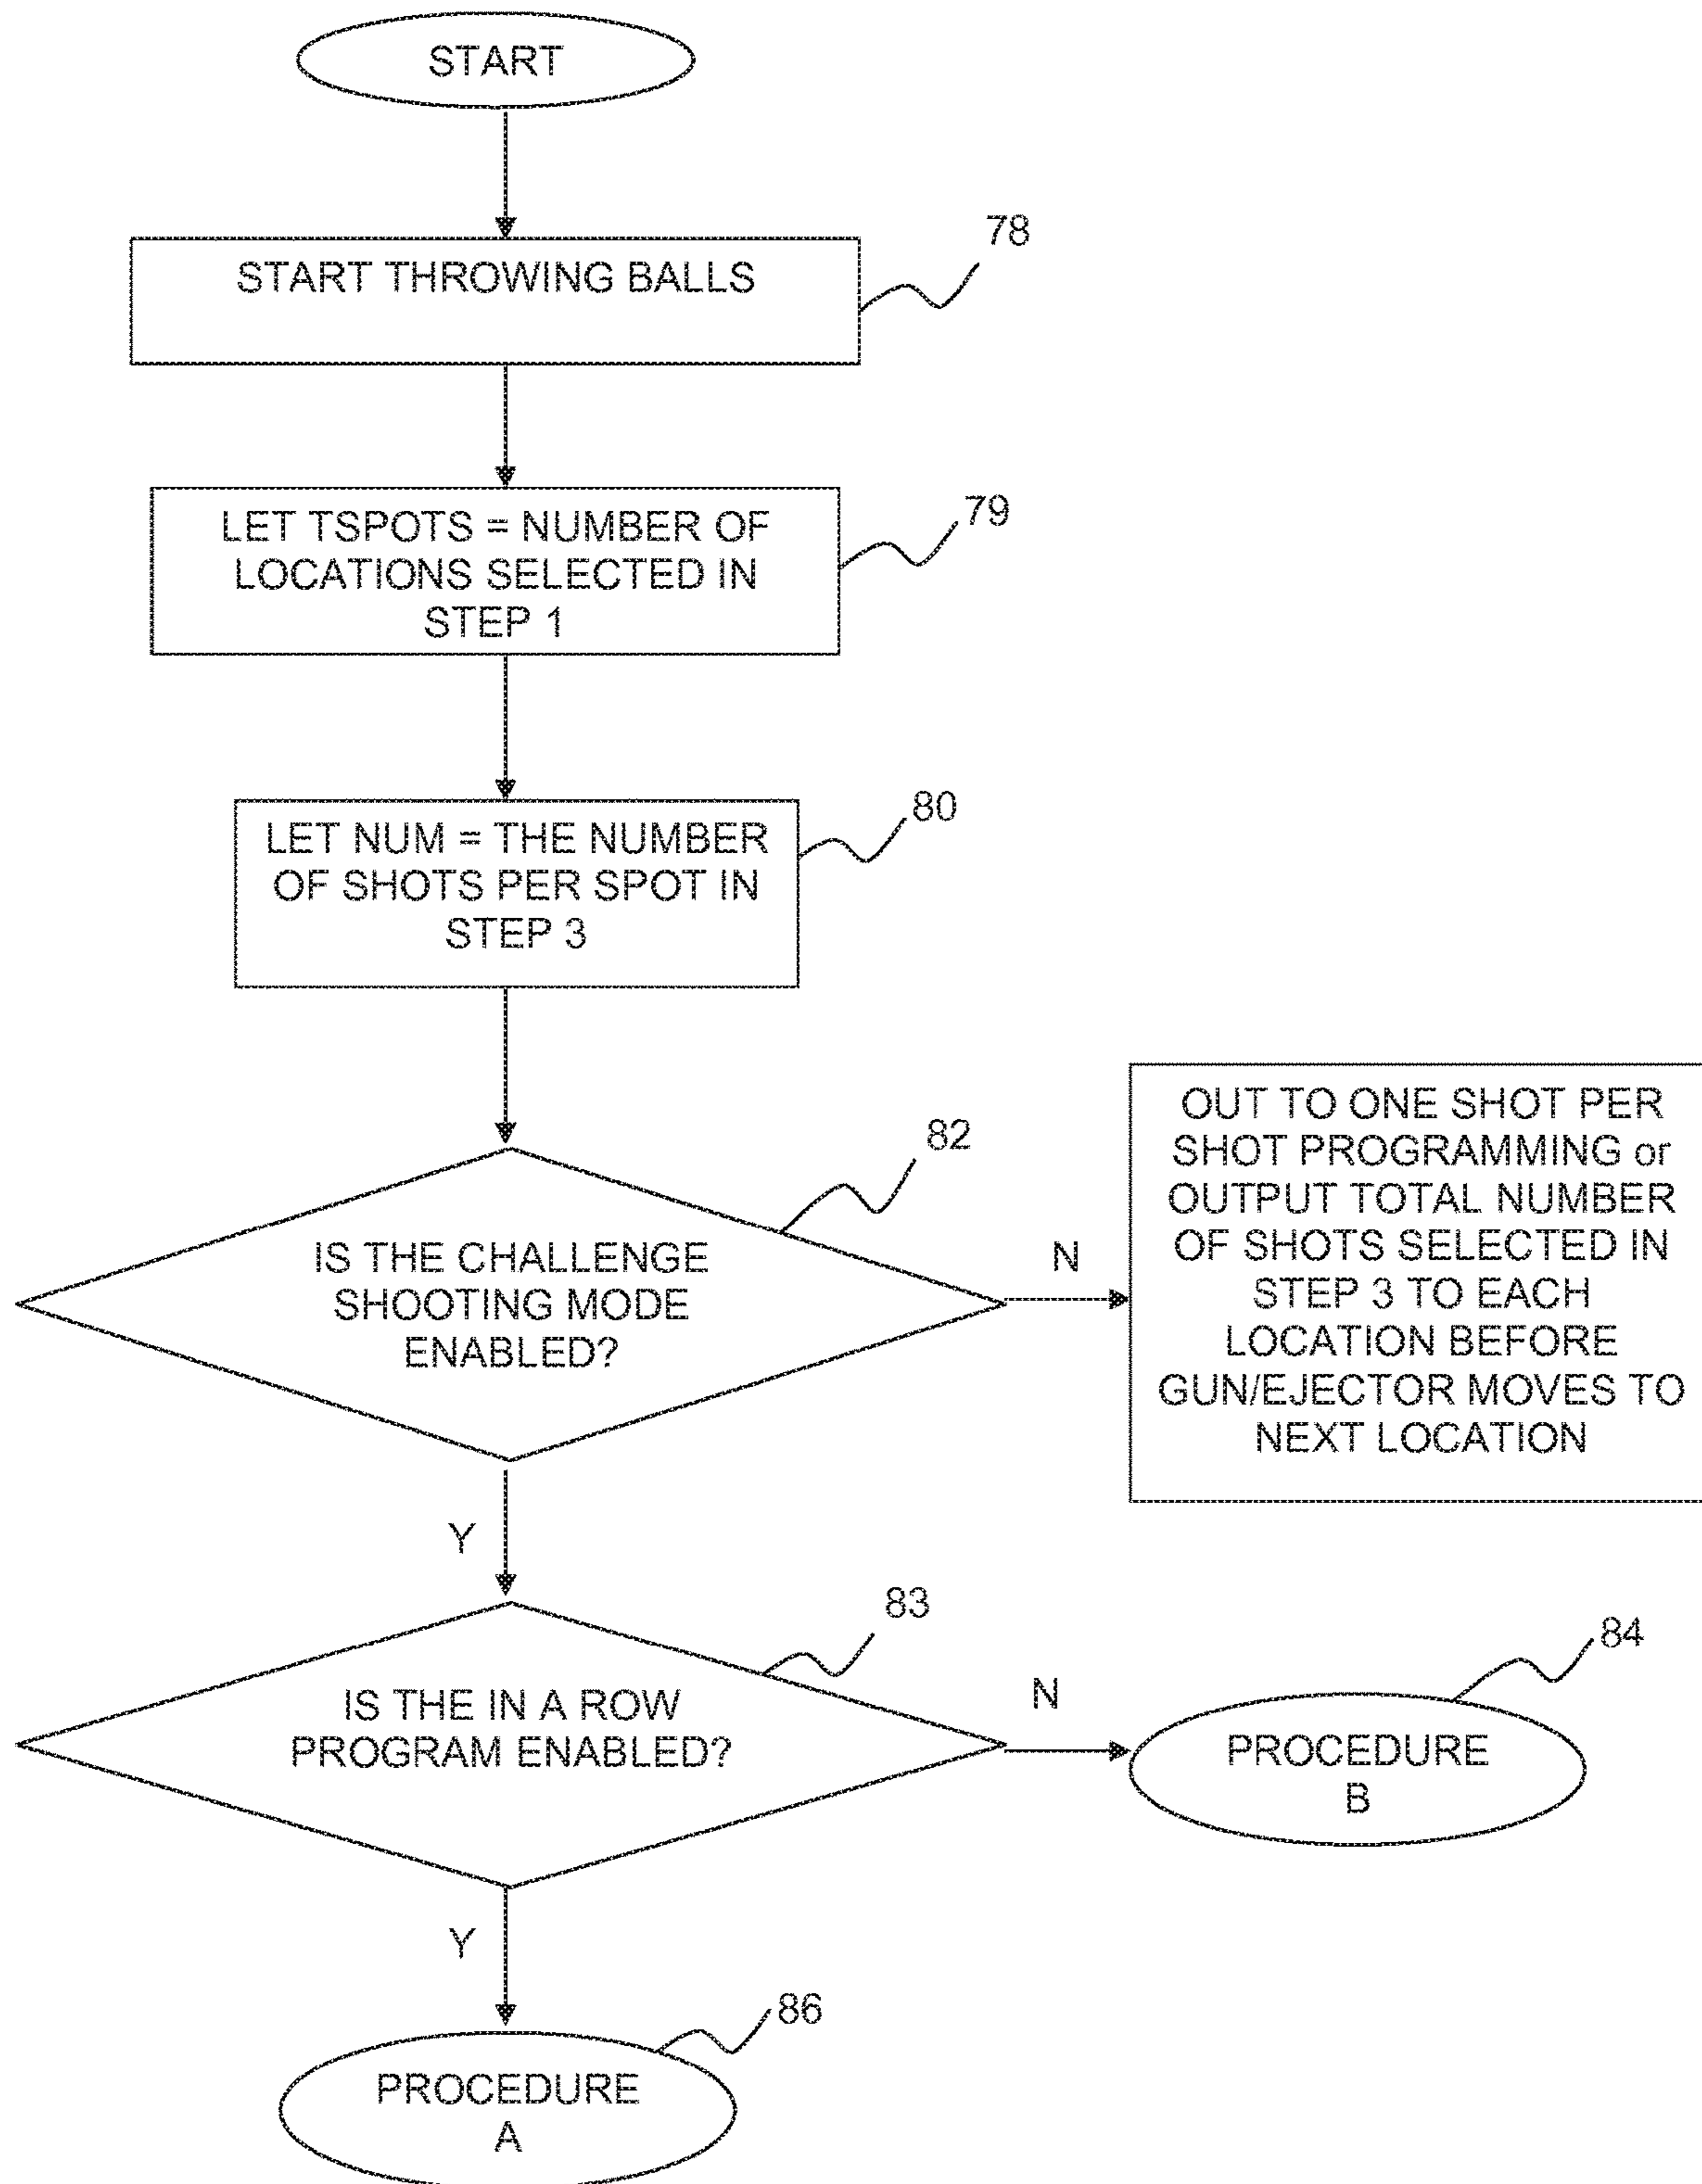 START
78
START THROWING BALLS
79
LET TSPOTS = NUMBER OF
LOCATIONS SELECTED IN
STEP 1
80
LET NUM = THE NUMBER
OF SHOTS PER SPOT IN
STEP 3
82
IS THE CHALLENGE
SHOOTING MODE
ENABLED?
N
OUT TO ONE SHOT PER
SHOT PROGRAMMING or
OUTPUT TOTAL NUMBER
OF SHOTS SELECTED IN
STEP 3 TO EACH
LOCATION BEFORE
GUN/EJECTOR MOVES TO
NEXT LOCATION
Y
83
IS THE IN A ROW
PROGRAM ENABLED?
N
84
PROCEDURE
B
Y
86
PROCEDURE
A